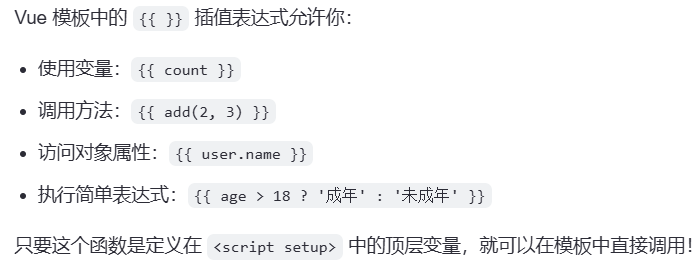 Vue 模板中的 {{ }} 插值表达式允许你：
• 使用变量：{{ count }}
• 调用方法：{{ add(2, 3) }}
• 访问对象属性：{{ user.name }}
• 执行简单表达式：{{ age > 18 ? '成年' : '未成年' }}
只要这个函数是定义在 <script setup> 中的顶层变量，就可以在模板中直接调用！